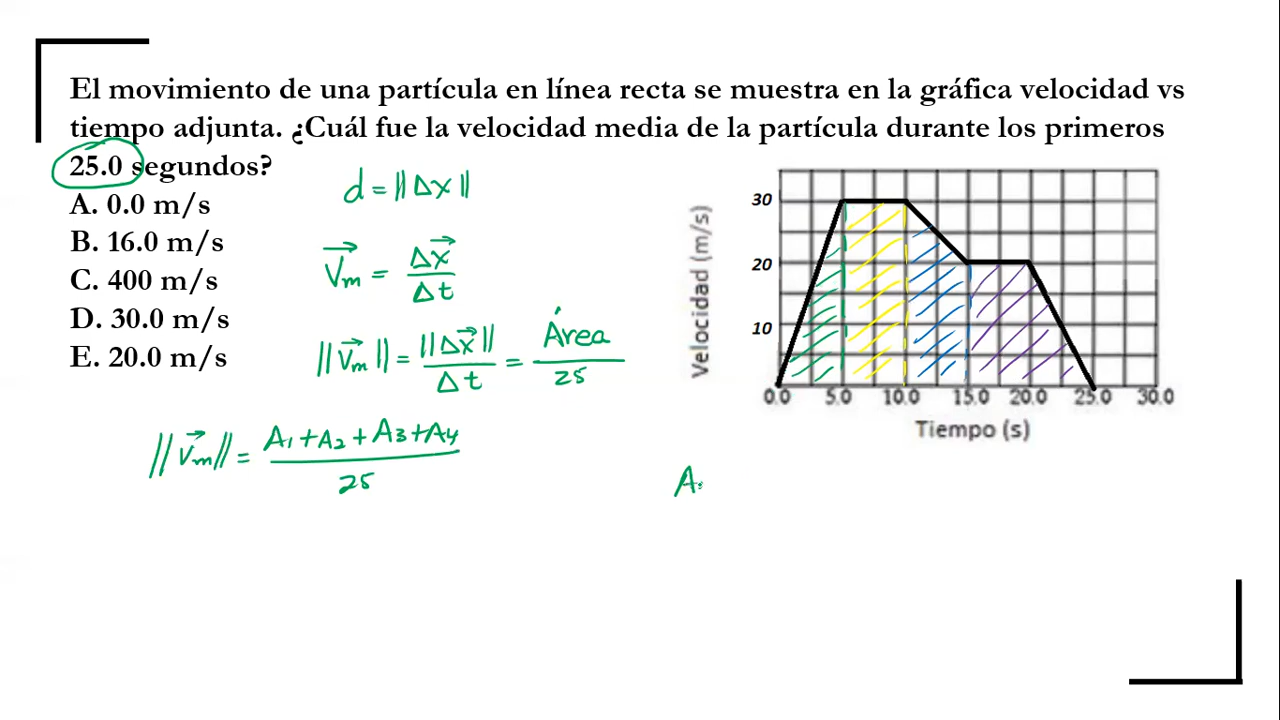 El movimiento de una partícula en línea recta se muestra en la gráfica velocidad vs
tiempo adjunta. ¿Cuál fue la velocidad media de la partícula durante los primeros
25.0 segundos?
A. 0.0 m/s
B. 16.0 m/s
C. 400 m/s
D. 30.0 m/s
E. 20.0 m/s
d = ||Δx||
V⃗m = Δx⃗ / Δt
||V⃗m|| = ||Δx⃗|| / Δt = Área / 25
||V⃗m|| = A1 + A2 + A3 + A4 / 25
A
Velocidad (m/s)
30
20
10
0.0 5.0 10.0 15.0 20.0 25.0 30.0
Tiempo (s)